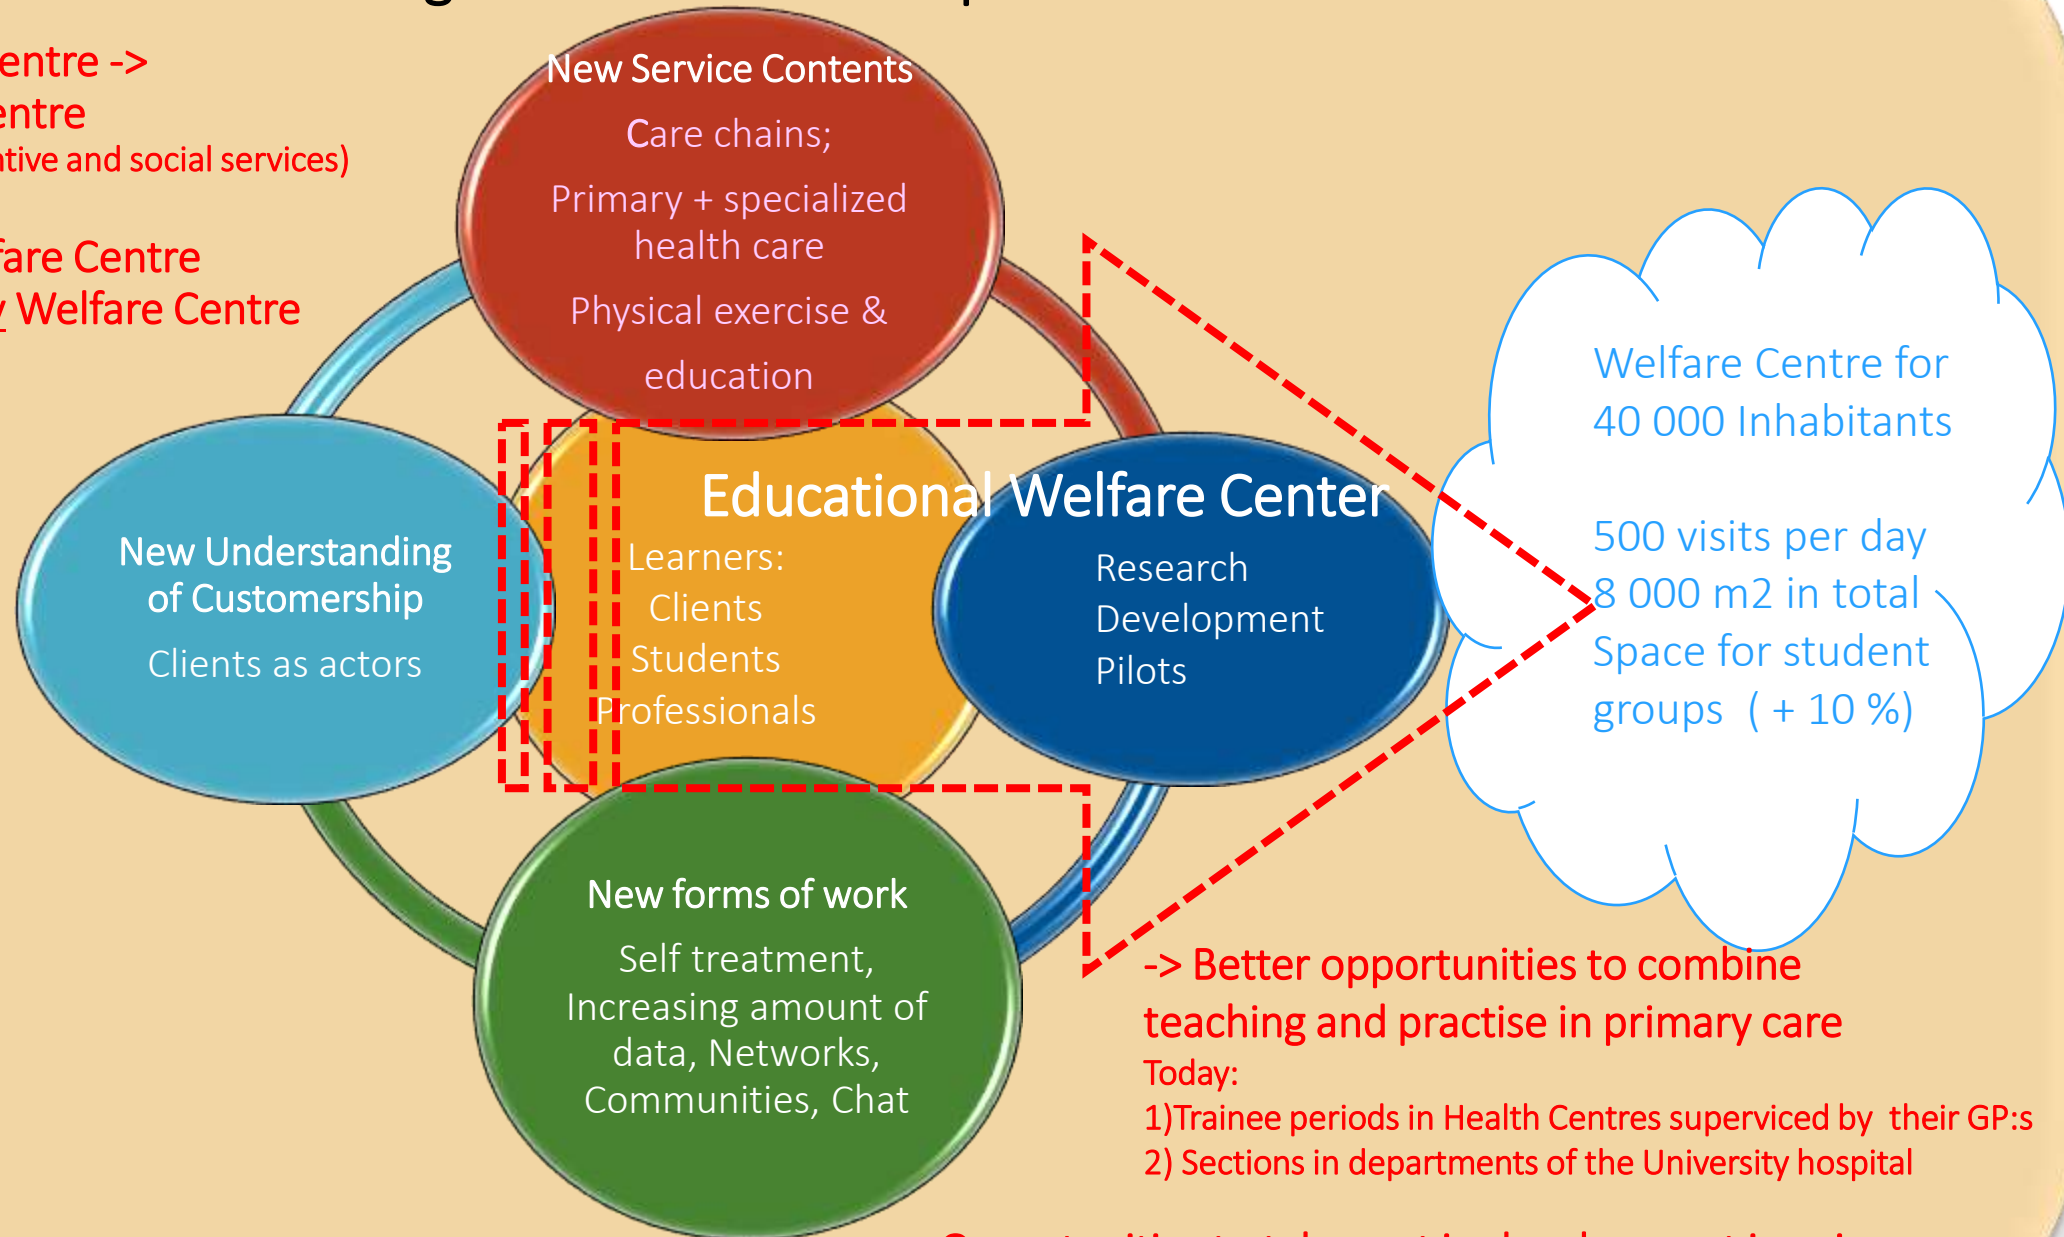 entre ->
entre
ntive and social services)
fare Centre
y Welfare Centre
New Service Contents
Care chains;
Primary + specialized
health care
Physical exercise &
education
New Understanding
of Customership
Clients as actors
Educational Welfare Center
Learners:
Clients
Students
Professionals
Research
Development
Pilots
New forms of work
Self treatment,
Increasing amount of
data, Networks,
Communities, Chat
Welfare Centre for
40 000 Inhabitants
500 visits per day
8 000 m2 in total
Space for student
groups ( + 10 %)
-> Better opportunities to combine
teaching and practise in primary care
Today:
1)Trainee periods in Health Centres superviced by their GP:s
2) Sections in departments of the University hospital